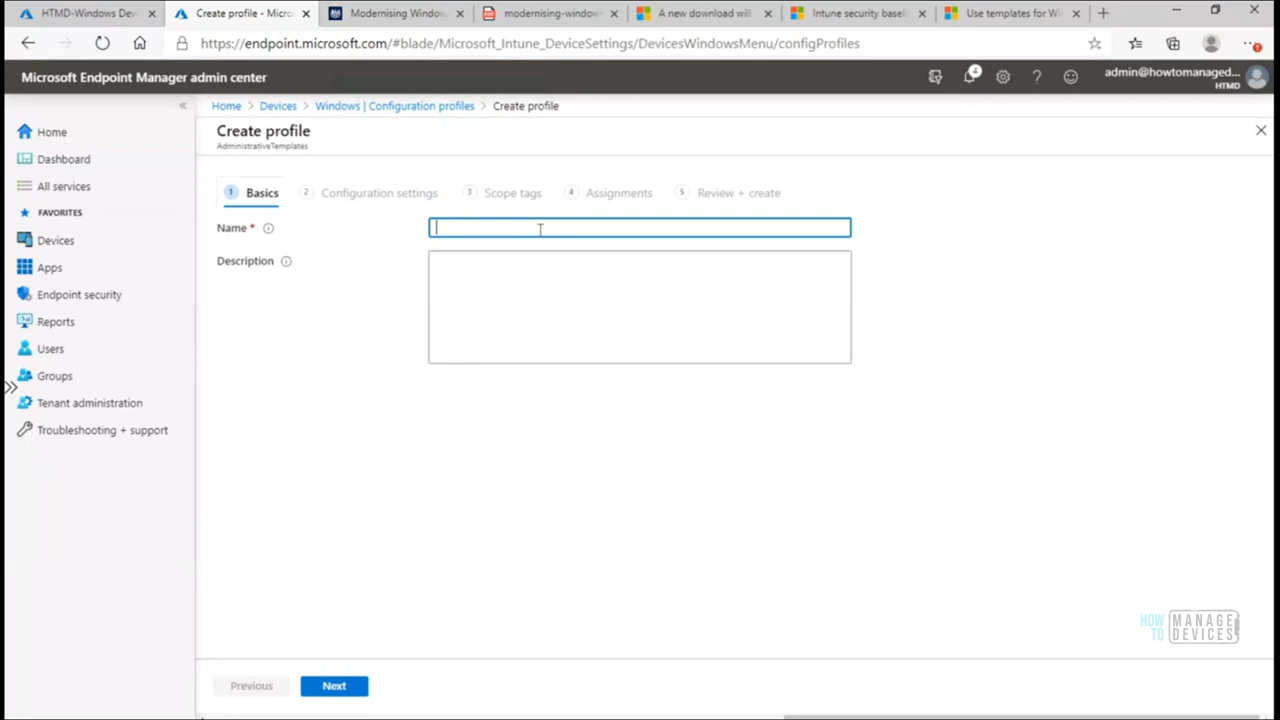 HTMD-Windows Dev
Create profile - Micro
Modernising Window
modernising-window
A new download will
Intune security baseli
Use templates for Wi
https://endpoint.microsoft.com/#blade/Microsoft_Intune_DeviceSettings/DevicesWindowsMenu/configProfiles
Microsoft Endpoint Manager admin center
4
admin@howtomanaged...
HTMD
Home > Devices > Windows | Configuration profiles > Create profile
Create profile
AdministrativeTemplates
Home
Dashboard
All services
FAVORITES
Devices
Apps
Endpoint security
Reports
Users
Groups
Tenant administration
Troubleshooting + support
1 Basics 2 Configuration settings 3 Scope tags 4 Assignments 5 Review + create
Name *
Description
HOW TO MANAGE DEVICES
Previous Next